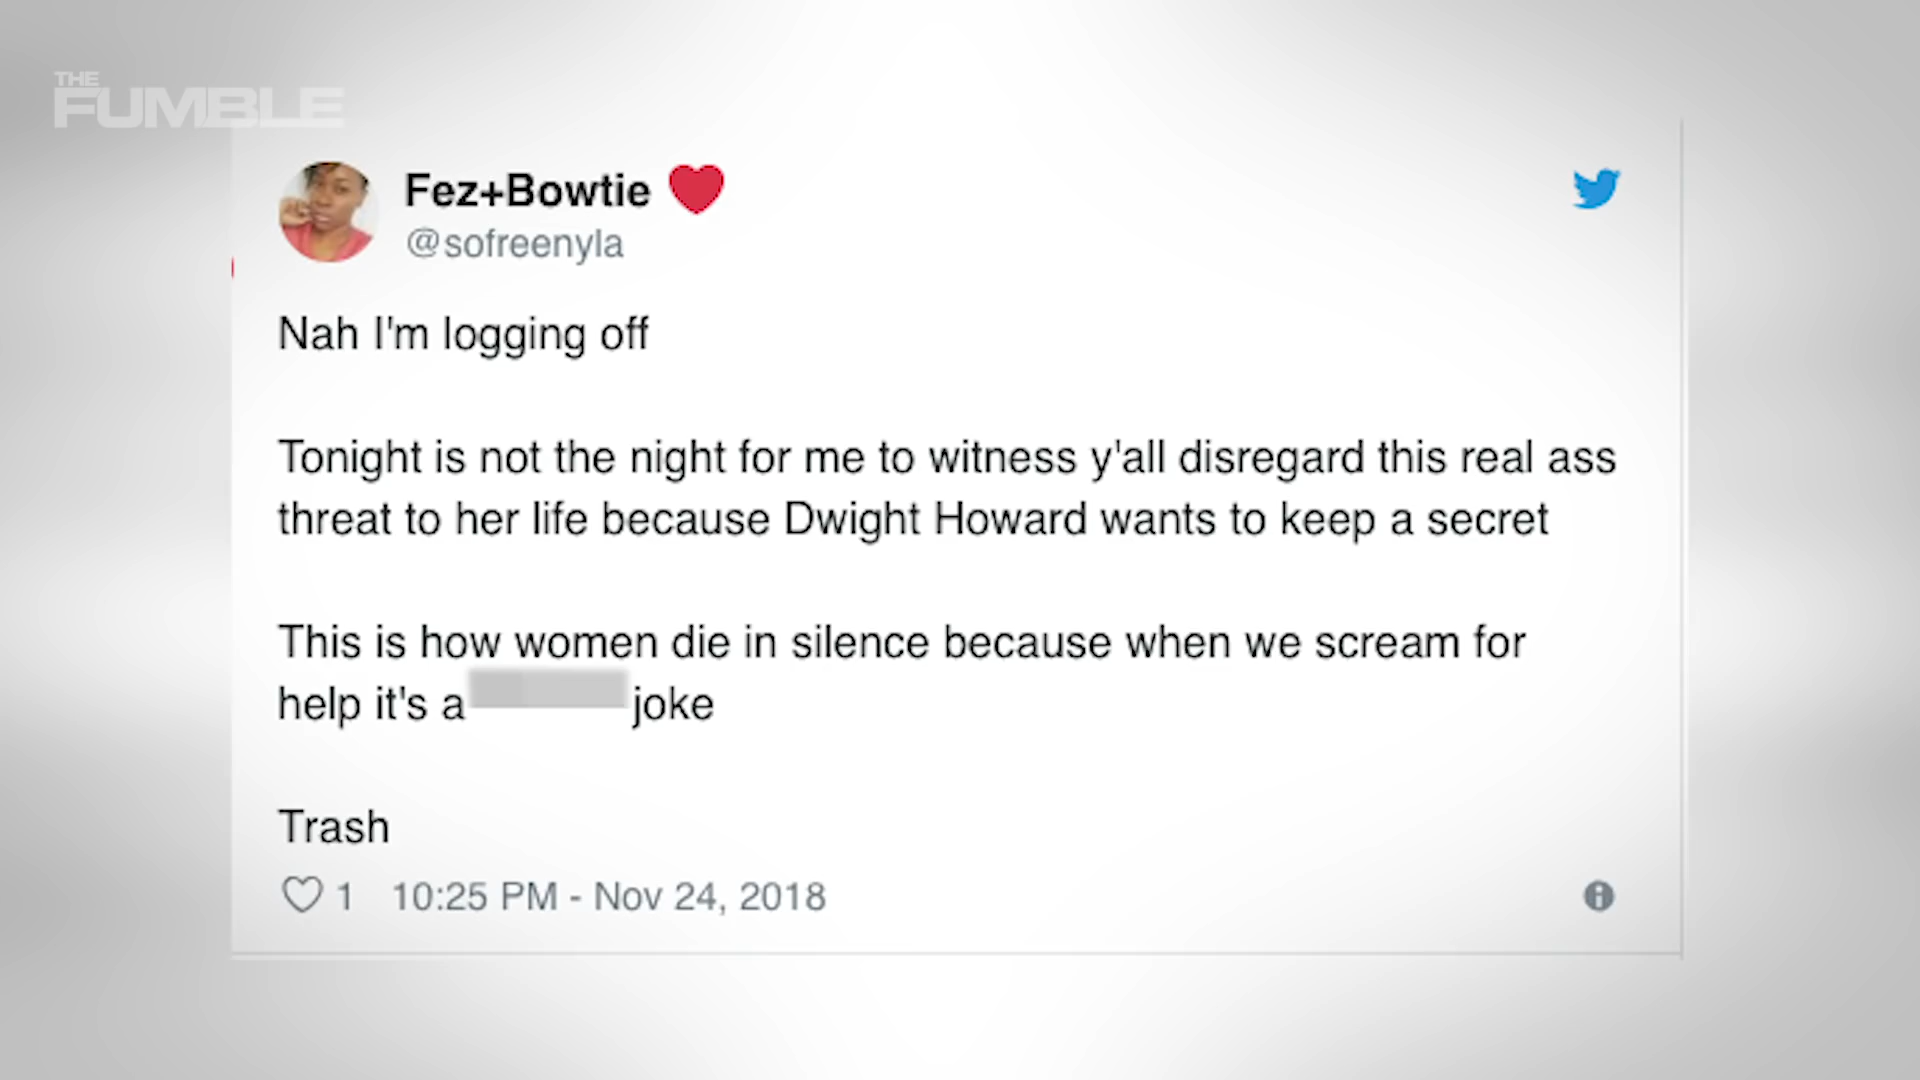 THE
FUMBLE
Fez+Bowtie ❤️
@sofreenyla
Nah I'm logging off
Tonight is not the night for me to witness y'all disregard this real ass
threat to her life because Dwight Howard wants to keep a secret
This is how women die in silence because when we scream for
help it's a joke
Trash
1 10:25 PM - Nov 24, 2018